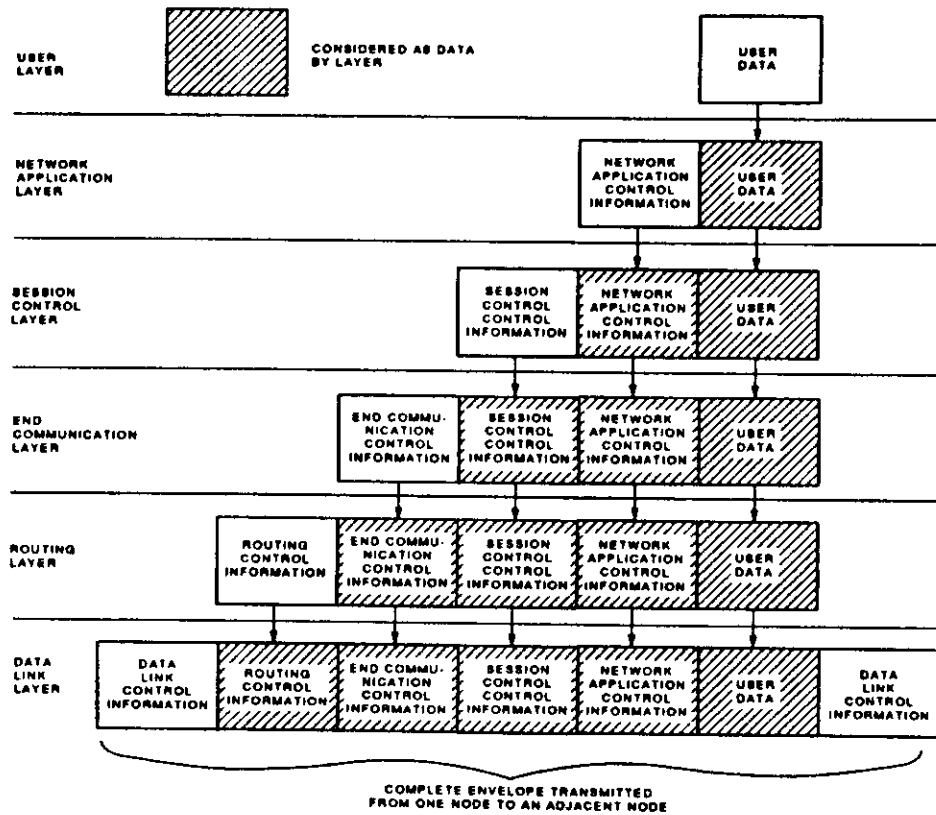 USER
LAYER
CONSIDERED AS DATA
BY LAYER
USER
DATA
NETWORK
APPLICATION
LAYER
NETWORK
APPLICATION
CONTROL
INFORMATION
USER
DATA
SESSION
CONTROL
LAYER
SESSION
CONTROL
CONTROL
INFORMATION
NETWORK
APPLICATION
CONTROL
INFORMATION
USER
DATA
END
COMMUNICATION
LAYER
END COMMU-
NICATION
CONTROL
INFORMATION
SESSION
CONTROL
CONTROL
INFORMATION
NETWORK
APPLICATION
CONTROL
INFORMATION
USER
DATA
ROUTING
LAYER
ROUTING
CONTROL
INFORMATION
END COMMU-
NICATION
CONTROL
INFORMATION
SESSION
CONTROL
CONTROL
INFORMATION
NETWORK
APPLICATION
CONTROL
INFORMATION
USER
DATA
DATA
LINK
LAYER
DATA
LINK
CONTROL
INFORMATION
ROUTING
CONTROL
INFORMATION
END COMMU-
NICATION
CONTROL
INFORMATION
SESSION
CONTROL
CONTROL
INFORMATION
NETWORK
APPLICATION
CONTROL
INFORMATION
USER
DATA
DATA
LINK
CONTROL
INFORMATION
COMPLETE ENVELOPE TRANSMITTED
FROM ONE NODE TO AN ADJACENT NODE